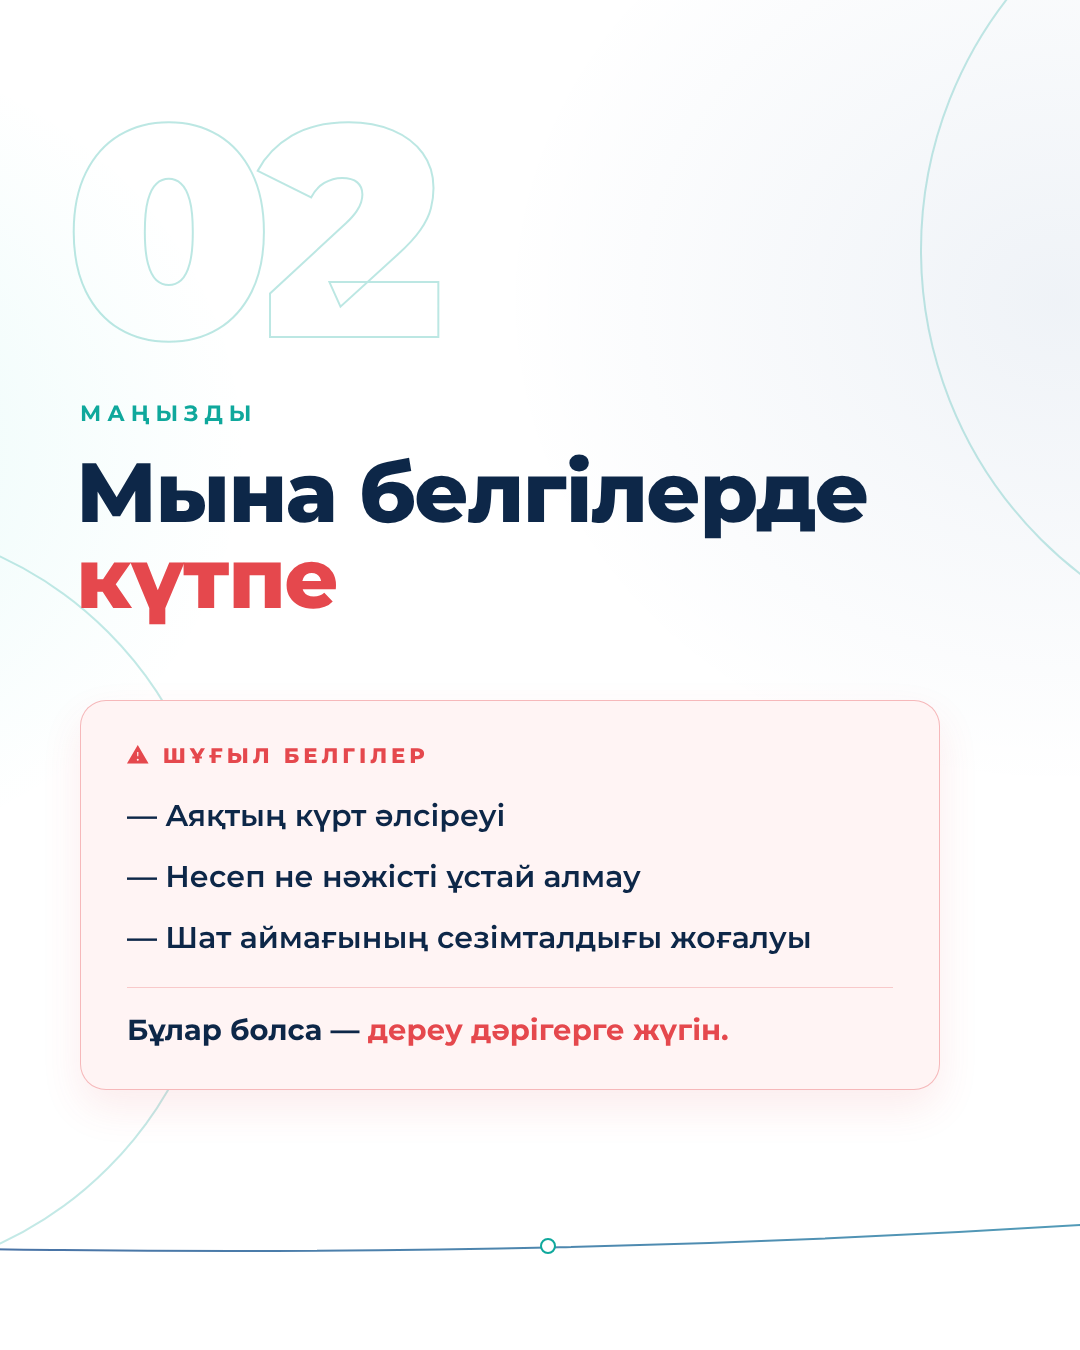 02
МАҢЫЗДЫ
Мына белгілерде
күтпе
ШҰҒЫЛ БЕЛГІЛЕР
— Аяқтың күрт әлсіреуі
— Несеп не нәжісті ұстай алмау
— Шат аймағының сезімталдығы жоғалуы
Бұлар болса — дереу дәрігерге жүгін.